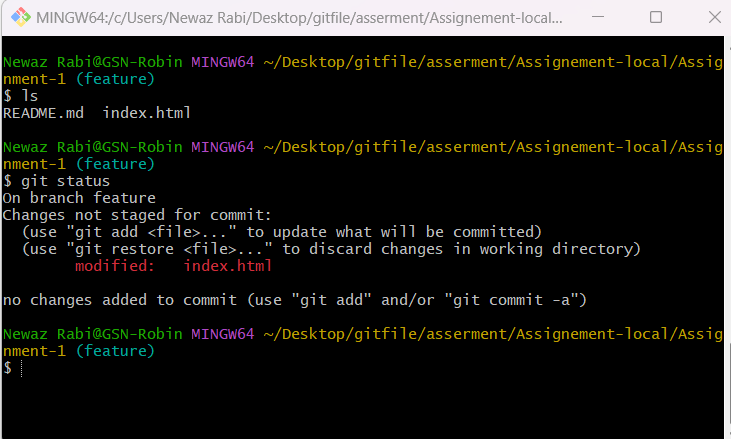 MINGW64:/c/Users/Newaz Rabi/Desktop/gitfile/asserment/Assignement-local...
Newaz Rabi@GSN-Robin MINGW64 ~/Desktop/gitfile/asserment/Assignement-local/Assig
nment-1 (feature)
$ ls
README.md  index.html
Newaz Rabi@GSN-Robin MINGW64 ~/Desktop/gitfile/asserment/Assignement-local/Assig
nment-1 (feature)
$ git status
On branch feature
Changes not staged for commit:
  (use "git add <file>..." to update what will be committed)
  (use "git restore <file>..." to discard changes in working directory)
        modified:   index.html
no changes added to commit (use "git add" and/or "git commit -a")
Newaz Rabi@GSN-Robin MINGW64 ~/Desktop/gitfile/asserment/Assignement-local/Assig
nment-1 (feature)
$